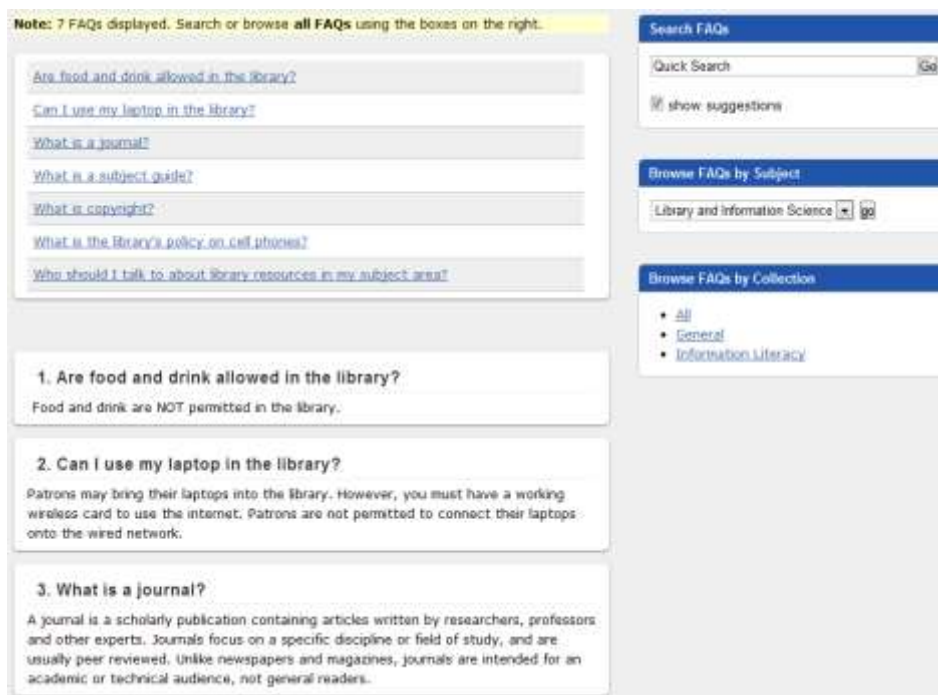 Note: 7 FAQs displayed. Search or browse all FAQs using the boxes on the right.
Are food and drink allowed in the library?
Can I use my laptop in the library?
What is a journal?
What is a subject guide?
What is copyright?
What is the library's policy on cell phones?
Who should I talk to about library resources in my subject area?
1. Are food and drink allowed in the library?
Food and drink are NOT permitted in the library.
2. Can I use my laptop in the library?
Patrons may bring their laptops into the library. However, you must have a working
wireless card to use the internet. Patrons are not permitted to connect their laptops
onto the wired network.
3. What is a journal?
A journal is a scholarly publication containing articles written by researchers, professors
and other experts. Journals focus on a specific discipline or field of study, and are
usually peer reviewed. Unlike newspapers and magazines, journals are intended for an
academic or technical audience, not general readers.
Search FAQs
Quick Search Go
show suggestions
Browse FAQs by Subject
Library and Information Science go
Browse FAQs by Collection
All
General
Information Literacy